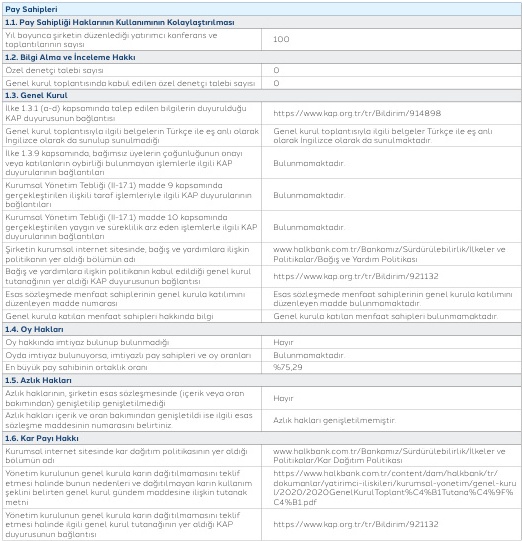 Pay Sahipleri
1.1. Pay Sahipliği Haklarının Kullanımının Kolaylaştırılması
Yıl boyunca şirketin düzenlediği yatırımcı konferans ve
toplantılarının sayısı
100
1.2. Bilgi Alma ve İnceleme Hakkı
Özel denetçi talebi sayısı
0
Genel kurul toplantısında kabul edilen özel denetçi talebi sayısı
0
1.3. Genel Kurul
İlke 1.3.1 (a-d) kapsamında talep edilen bilgilerin duyurulduğu
KAP duyurusunun bağlantısı
https://www.kap.org.tr/tr/Bildirim/914898
Genel kurul toplantısıyla ilgili belgelerin Türkçe ile eş anlı olarak
İngilizce olarak da sunulup sunulmadığı
Genel kurul toplantısıyla ilgili belgeler Türkçe ile eş anlı
olarak İngilizce olarak da sunulmaktadır.
İlke 1.3.9 kapsamında, bağımsız üyelerin çoğunluğunun onayı
veya katılanların oybirliği bulunmayan işlemlerle ilgili KAP
duyurularının bağlantıları
Bulunmamaktadır.
Kurumsal Yönetim Tebliği (II-17.1) madde 9 kapsamında
gerçekleştirilen ilişkili taraf işlemleriyle ilgili KAP duyurularının
bağlantıları
Bulunmamaktadır.
Kurumsal Yönetim Tebliği (II-17.1) madde 10 kapsamında
gerçekleştirilen yaygın ve süreklilik arz eden işlemlerle ilgili KAP
duyurularının bağlantıları
Bulunmamaktadır.
Şirketin kurumsal internet sitesinde, bağış ve yardımlara ilişkin
politikanın yer aldığı bölümün adı
www.halkbank.com.tr/Bankamız/Sürdürülebilirlik/İlkeler ve
Politikalar/Bağış ve Yardım Politikası
Bağış ve yardımlara ilişkin politikanın kabul edildiği genel kurul
tutanağının yer aldığı KAP duyurusunun bağlantısı
https://www.kap.org.tr/tr/Bildirim/921132
Esas sözleşmede menfaat sahiplerinin genel kurula katılımını
düzenleyen madde numarası
Esas sözleşmede menfaat sahiplerinin genel kurula katılımını
düzenleyen madde bulunmamaktadır.
Genel kurula katılan menfaat sahipleri hakkında bilgi
Genel kurula katılan menfaat sahipleri bulunmamaktadır.
1.4. Oy Hakları
Oy hakkında imtiyaz bulunup bulunmadığı
Hayır
Oyda imtiyaz bulunuyorsa, imtiyazlı pay sahipleri ve oy oranları
Bulunmamaktadır.
En büyük pay sahibinin ortaklık oranı
%75,29
1.5. Azlık Hakları
Azlık haklarının, şirketin esas sözleşmesinde (içerik veya oran
bakımından) genişletilip genişletilmediği
Hayır
Azlık hakları içerik ve oran bakımından genişletildi ise ilgili esas
sözleşme maddesinin numarasını belirtiniz.
Azlık hakları genişletilmemiştir.
1.6. Kar Payı Hakkı
Kurumsal internet sitesinde kar dağıtım politikasının yer aldığı
bölümün adı
www.halkbank.com.tr/Bankamız/Sürdürülebilirlik/İlkeler ve
Politikalar/Kar Dağıtım Politikası
Yönetim kurulunun genel kurula karın dağıtılmamasını teklif
etmesi halinde bunun nedenleri ve dağıtılmayan karın kullanım
şeklini belirten genel kurul gündem maddesine ilişkin tutanak
metni
https://www.halkbank.com.tr/content/dam/halkbank/tr/
dokumanlar/yatirimci-iliskileri/kurumsal-yonetim/genel-kuru
l/2020/2020GenelKurulToplant%C4%B1Tutana%C4%9F%
C4%B1.pdf
Yönetim kurulunun genel kurula karın dağıtılmamasını teklif
etmesi halinde ilgili genel kurul tutanağının yer aldığı KAP
duyurusunun bağlantısı
https://www.kap.org.tr/tr/Bildirim/921132